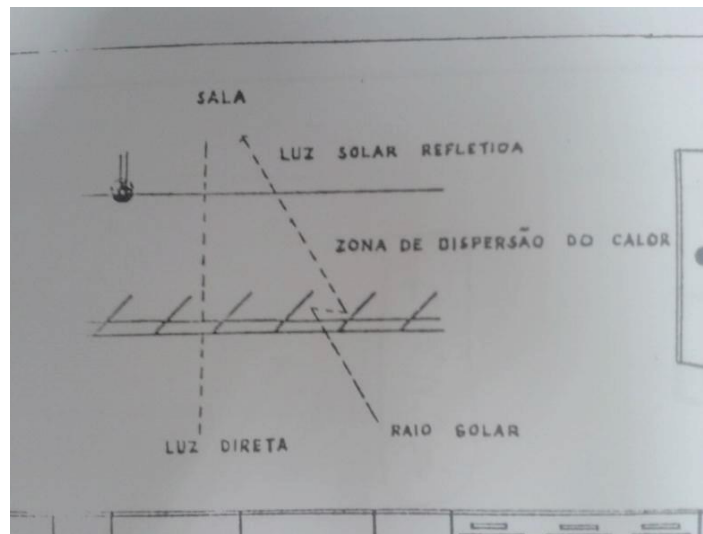 SALA
LUZ SOLAR REFLETIDA
ZONA DE DISPERSÃO DO CALOR
RAIO SOLAR
LUZ DIRETA